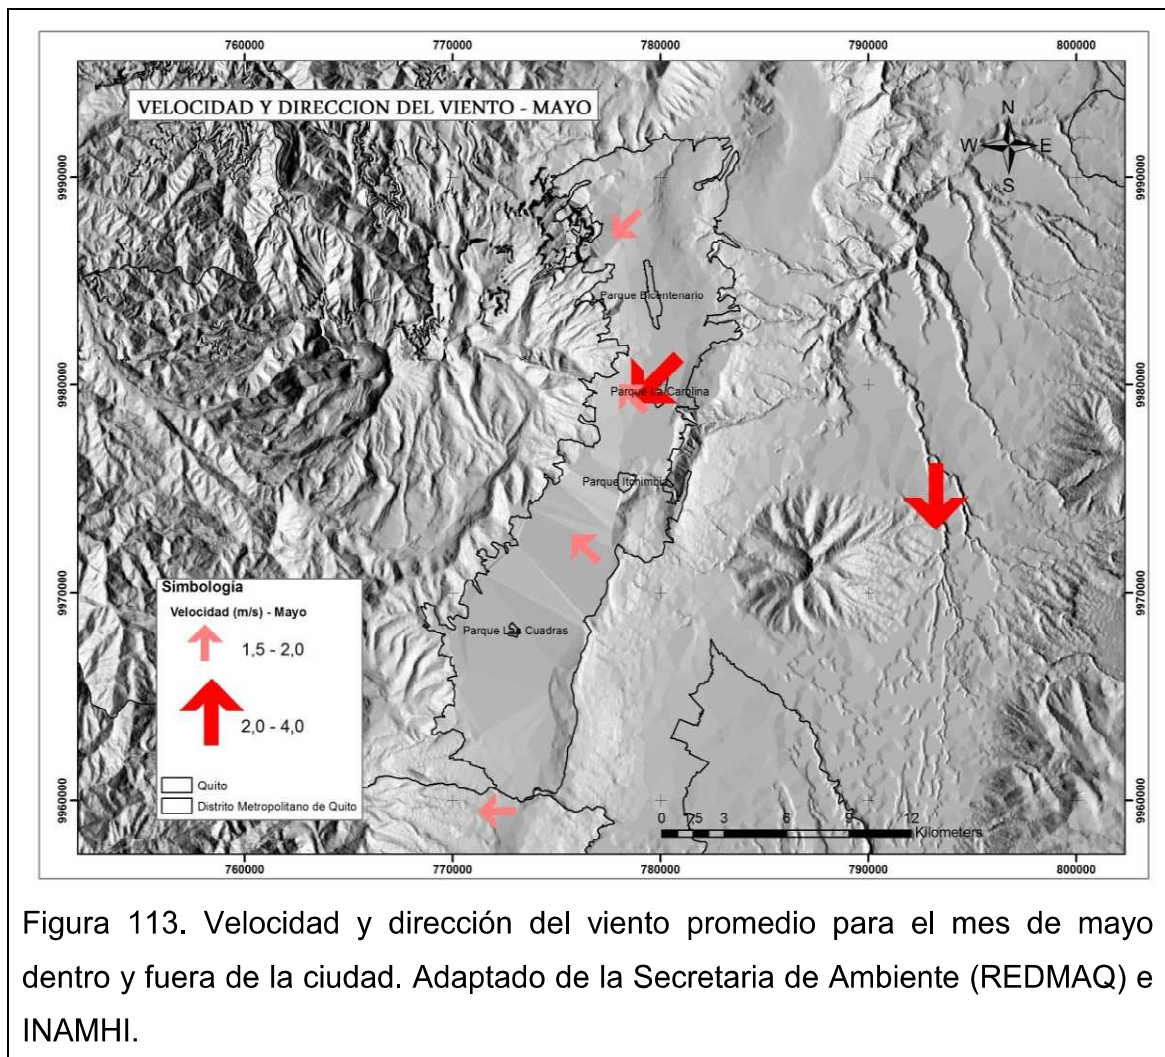 760000 770000 780000 790000 800000
VELOCIDAD Y DIRECCION DEL VIENTO - MAYO
N
W E
S
9990000 9990000
Parque Bicentenario
9980000 9980000
Parque La Carolina
Parque Itchimbia
9970000 9970000
Simbología
Velocidad (m/s) - Mayo
1,5 - 2,0
Parque Las Cuadras
2,0 - 4,0
Quito
Distrito Metropolitano de Quito
9960000 9960000
0 1,5 3 6 9 12
Kilometers
760000 770000 780000 790000 800000
Figura 113. Velocidad y dirección del viento promedio para el mes de mayo
dentro y fuera de la ciudad. Adaptado de la Secretaria de Ambiente (REDMAQ) e
INAMHI.